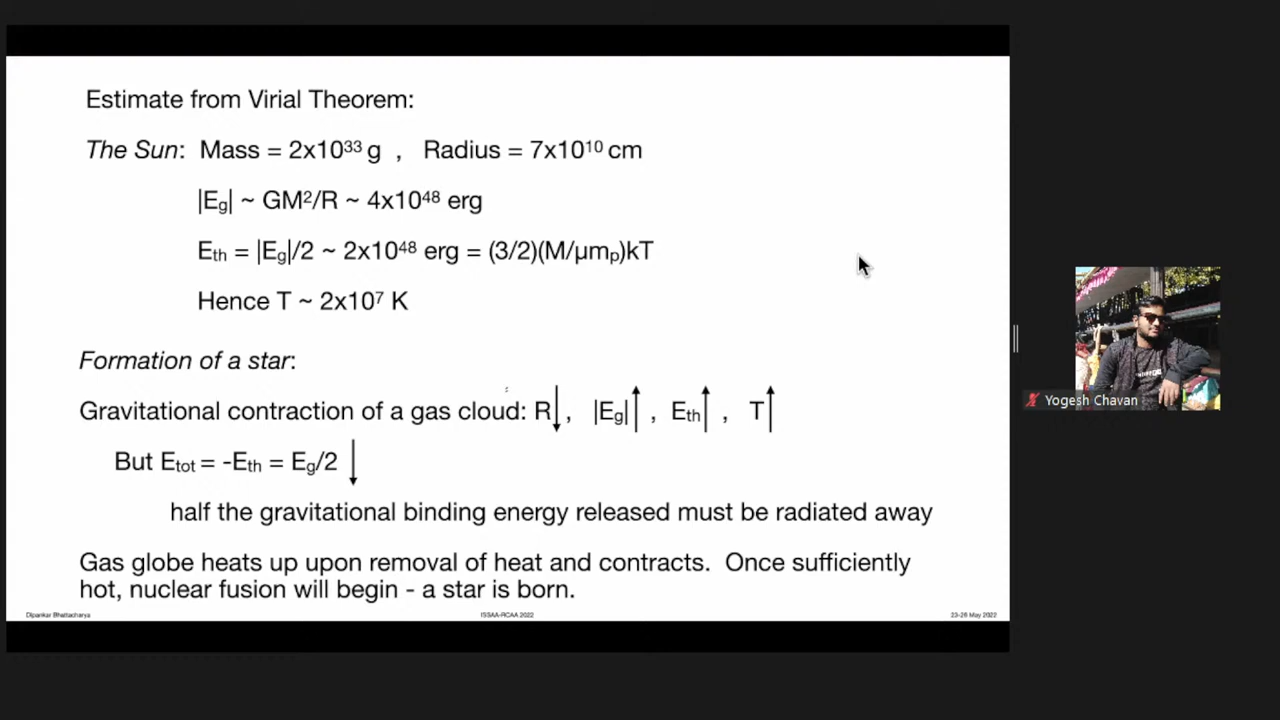 Estimate from Virial Theorem:
The Sun: Mass = 2x10³³ g , Radius = 7x10¹⁰ cm
|Eg| ~ GM²/R ~ 4x10⁴⁸ erg
Eth = |Eg|/2 ~ 2x10⁴⁸ erg = (3/2)(M/µmp)kT
Hence T ~ 2x10⁷ K
Formation of a star:
Gravitational contraction of a gas cloud: R↓, |Eg|↑, Eth↑, T↑
But Etot = -Eth = Eg/2 ↓
half the gravitational binding energy released must be radiated away
Gas globe heats up upon removal of heat and contracts. Once sufficiently
hot, nuclear fusion will begin - a star is born.
Dipankar Bhattacharya ISSAA-RCAA 2022 23-28 May 2022
Yogesh Chavan